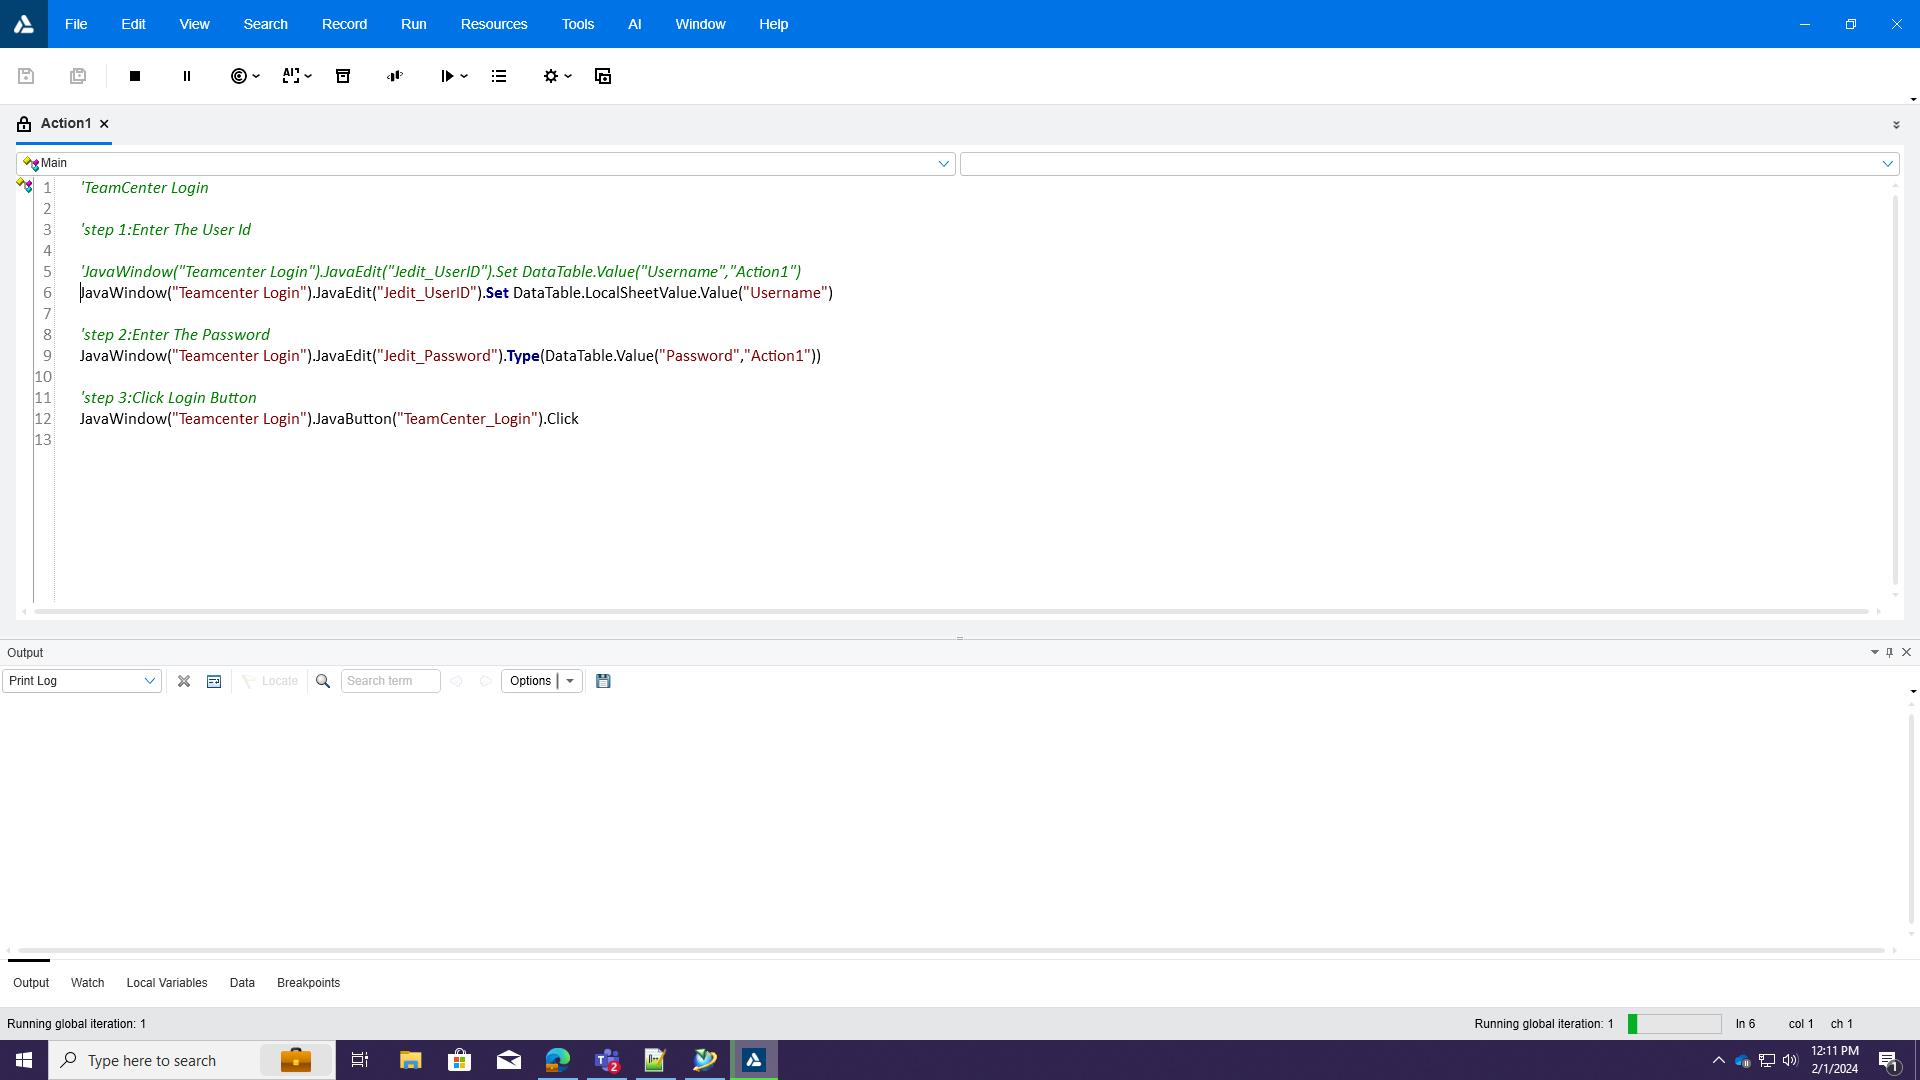 File Edit View Search Record Run Resources Tools AI Window Help
AI
Action1
Main
1 'TeamCenter Login
2
3 'step 1:Enter The User Id
4
5 'JavaWindow("Teamcenter Login").JavaEdit("Jedit_UserID").Set DataTable.Value("Username","Action1")
6 JavaWindow("Teamcenter Login").JavaEdit("Jedit_UserID").Set DataTable.LocalSheetValue.Value("Username")
7
8 'step 2:Enter The Password
9 JavaWindow("Teamcenter Login").JavaEdit("Jedit_Password").Type(DataTable.Value("Password","Action1"))
10
11 'step 3:Click Login Button
12 JavaWindow("Teamcenter Login").JavaButton("TeamCenter_Login").Click
13
Output
Print Log Locate Search term Options
Output Watch Local Variables Data Breakpoints
Running global iteration: 1 Running global iteration: 1 ln 6 col 1 ch 1
Type here to search 2 12:11 PM
2/1/2024 1